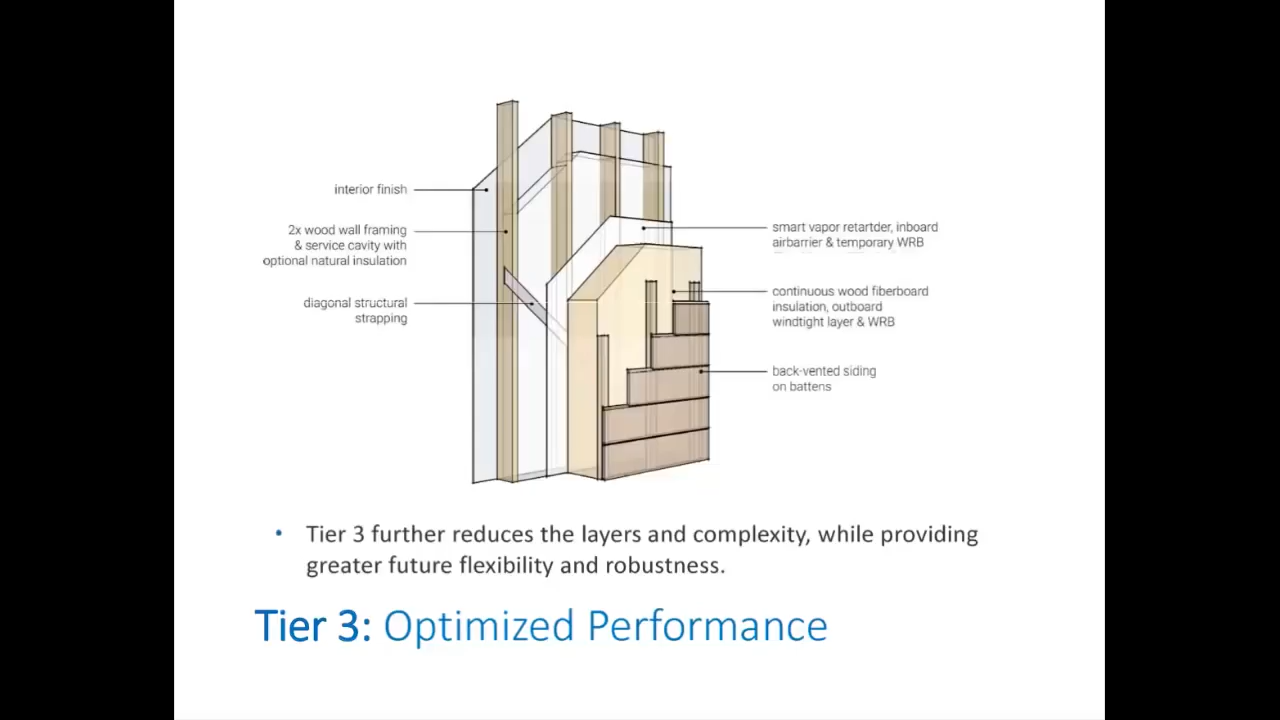 interior finish
2x wood wall framing
& service cavity with
optional natural insulation
diagonal structural
strapping
smart vapor retartder, inboard
airbarrier & temporary WRB
continuous wood fiberboard
insulation, outboard
windtight layer & WRB
back-vented siding
on battens
• Tier 3 further reduces the layers and complexity, while providing
greater future flexibility and robustness.
Tier 3: Optimized Performance